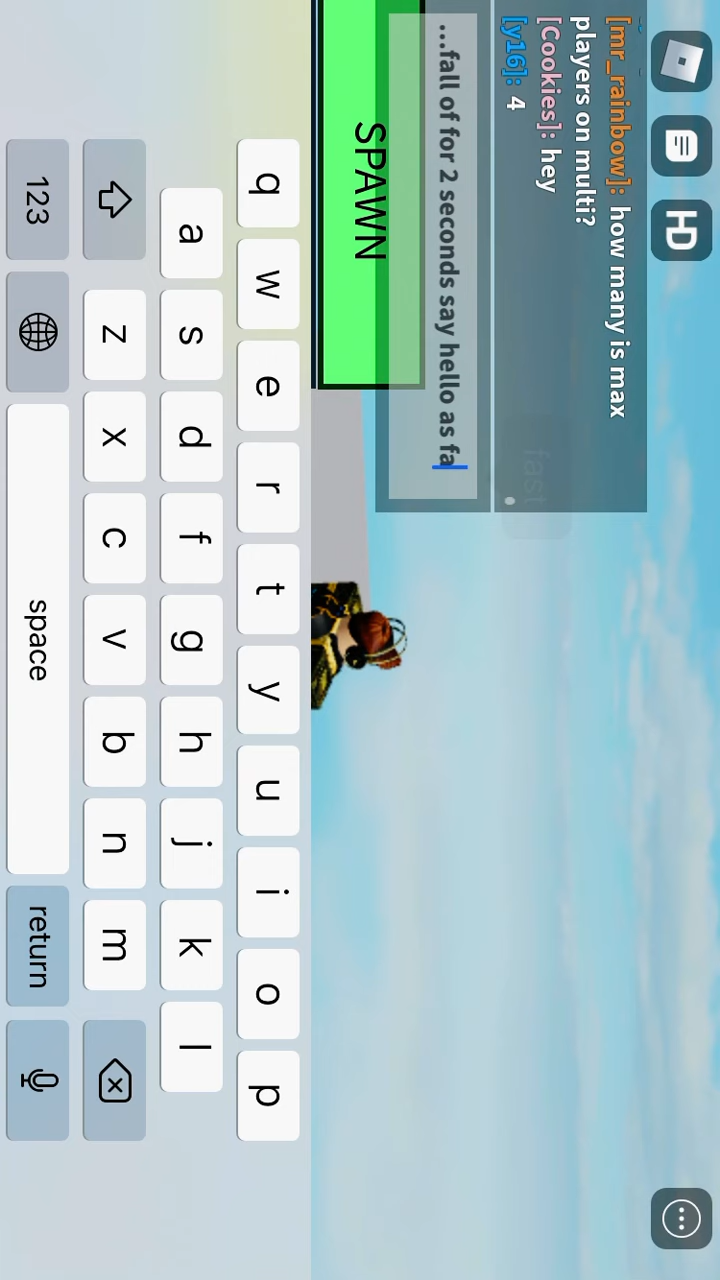 HD
[mr_rainbow]: how many is max
players on multi?
[Cookies]: hey
[y16]: 4
fast
...fall of for 2 seconds say hello as fa
SPAWN
q w e r t y u i o p
a s d f g h j k l
z x c v b n m
123 space return